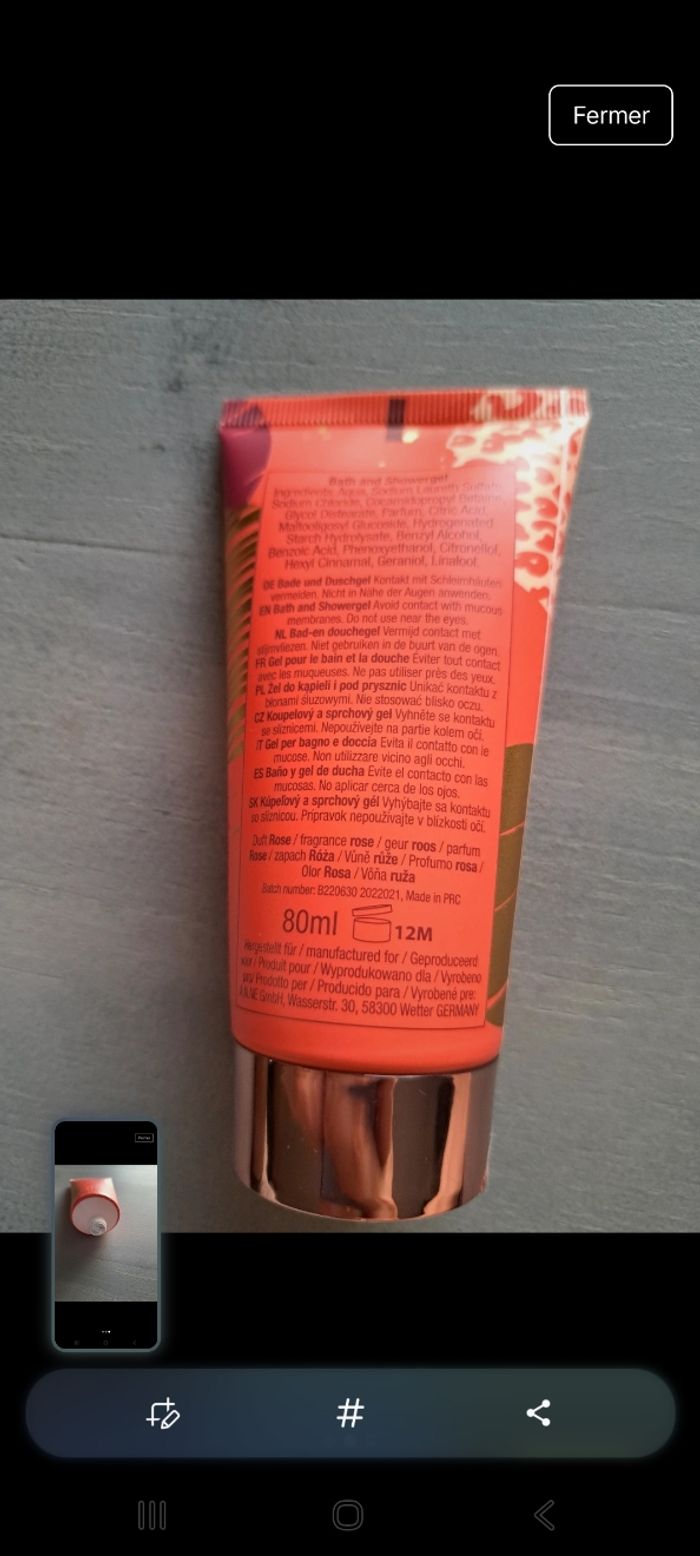 Fermer
Bath and Showergel
Ingredients: Aqua, Sodium Laureth Sulfate,
Sodium Chloride, Cocamidopropyl Betaine,
Glycol Distearate, Parfum, Citric Acid,
Maltooligosyl Glucoside, Hydrogenated
Starch Hydrolysate, Benzyl Alcohol,
Benzoic Acid, Phenoxyethanol, Citronellol,
Hexyl Cinnamal, Geraniol, Linalool.
DE Bade und Duschgel Kontakt mit Schleimhäuten
vermeiden. Nicht in Nähe der Augen anwenden.
EN Bath and Showergel Avoid contact with mucous
membranes. Do not use near the eyes.
NL Bad-en douchegel Vermijd contact met
slijmvliezen. Niet gebruiken in de buurt van de ogen.
FR Gel pour le bain et la douche Éviter tout contact
avec les muqueuses. Ne pas utiliser près des yeux.
PL Żel do kąpieli i pod prysznic Unikać kontaktu z
błonami śluzowymi. Nie stosować blisko oczu.
CZ Koupelový a sprchový gel Vyhněte se kontaktu
se sliznicemi. Nepoužívejte na partie kolem očí.
IT Gel per bagno e doccia Evita il contatto con le
mucose. Non utilizzare vicino agli occhi.
ES Baño y gel de ducha Evite el contacto con las
mucosas. No aplicar cerca de los ojos.
SK Kúpeľový a sprchový gél Vyhýbajte sa kontaktu
so sliznicou. Prípravok nepoužívajte v blízkosti očí.
Duft Rose / fragrance rose / geur roos / parfum
Rose / zapach Róża / Vůně růže / Profumo rosa /
Olor Rosa / Vôňa ruža
Batch number: B220630 2022021, Made in PRC
80ml 12M
Hergestellt für / manufactured for / Geproduceerd
voor / Produit pour / Wyprodukowano dla / Vyrobeno
pro/ Prodotto per / Producido para / Vyrobené pre:
GmbH, Wasserstr. 30, 58300 Wetter GERMANY